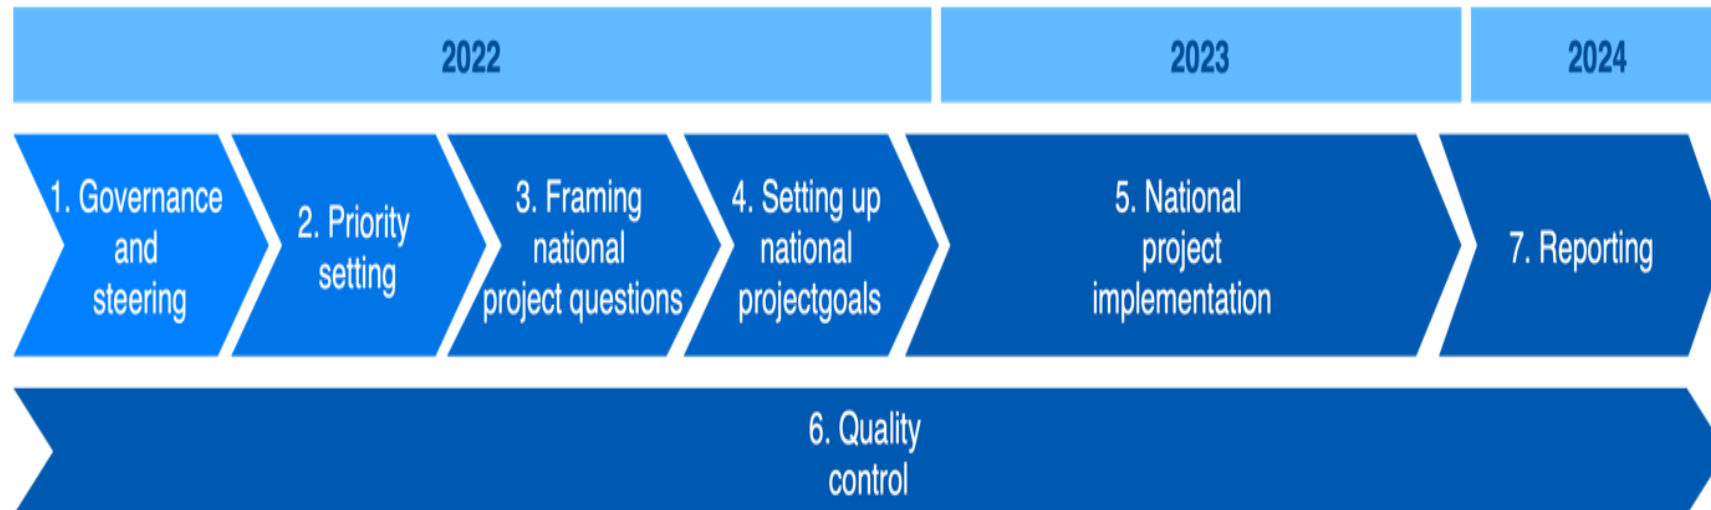 2022
2023
2024
1. Governance
and
steering
2. Priority
setting
3. Framing
national
project questions
4. Setting up
national
projectgoals
5. National
project
implementation
7. Reporting
6. Quality
control